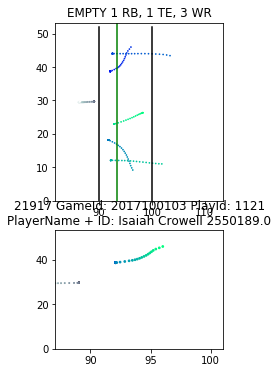 EMPTY 1 RB, 1 TE, 3 WR
50
40
30
20
10
0
90 100 110
21917 GameId: 2017100103 PlayId: 1121
PlayerName + ID: Isaiah Crowell 2550189.0
40
20
0
90 95 100